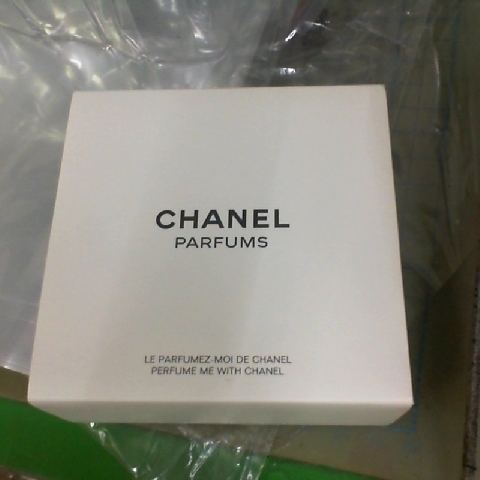 CHANEL
PARFUMS
LE PARFUMEZ-MOI DE CHANEL
PERFUME ME WITH CHANEL